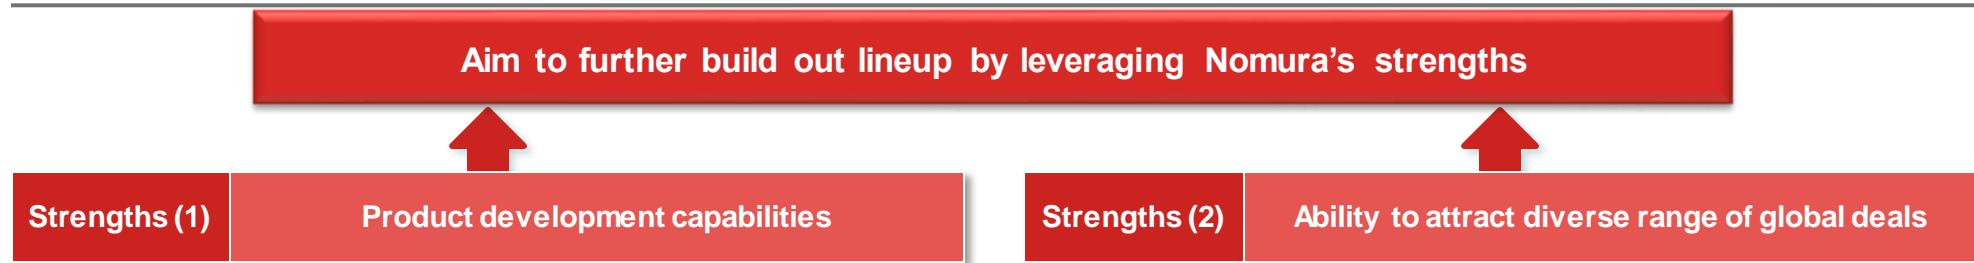 Aim to further build out lineup by leveraging Nomura’s strengths
Strengths (1)
Product development capabilities
Strengths (2)
Ability to attract diverse range of global deals